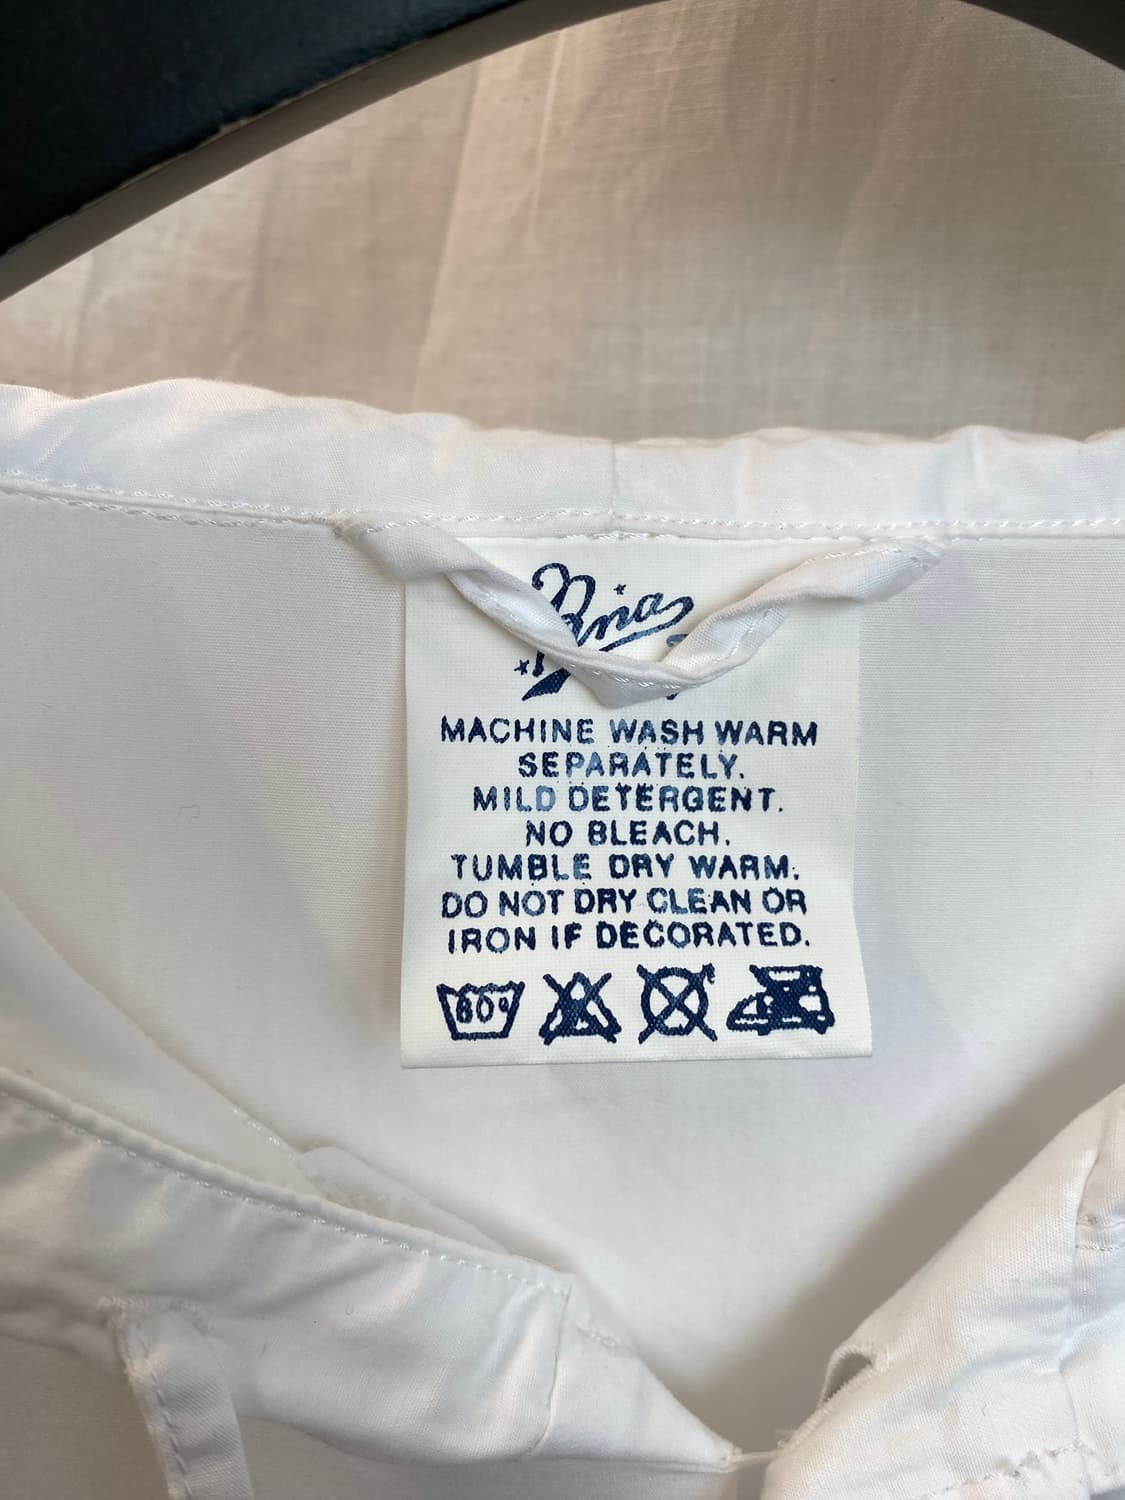 MACHINE WASH WARM
SEPARATELY.
MILD DETERGENT.
NO BLEACH.
TUMBLE DRY WARM.
DO NOT DRY CLEAN OR
IRON IF DECORATED.
60°